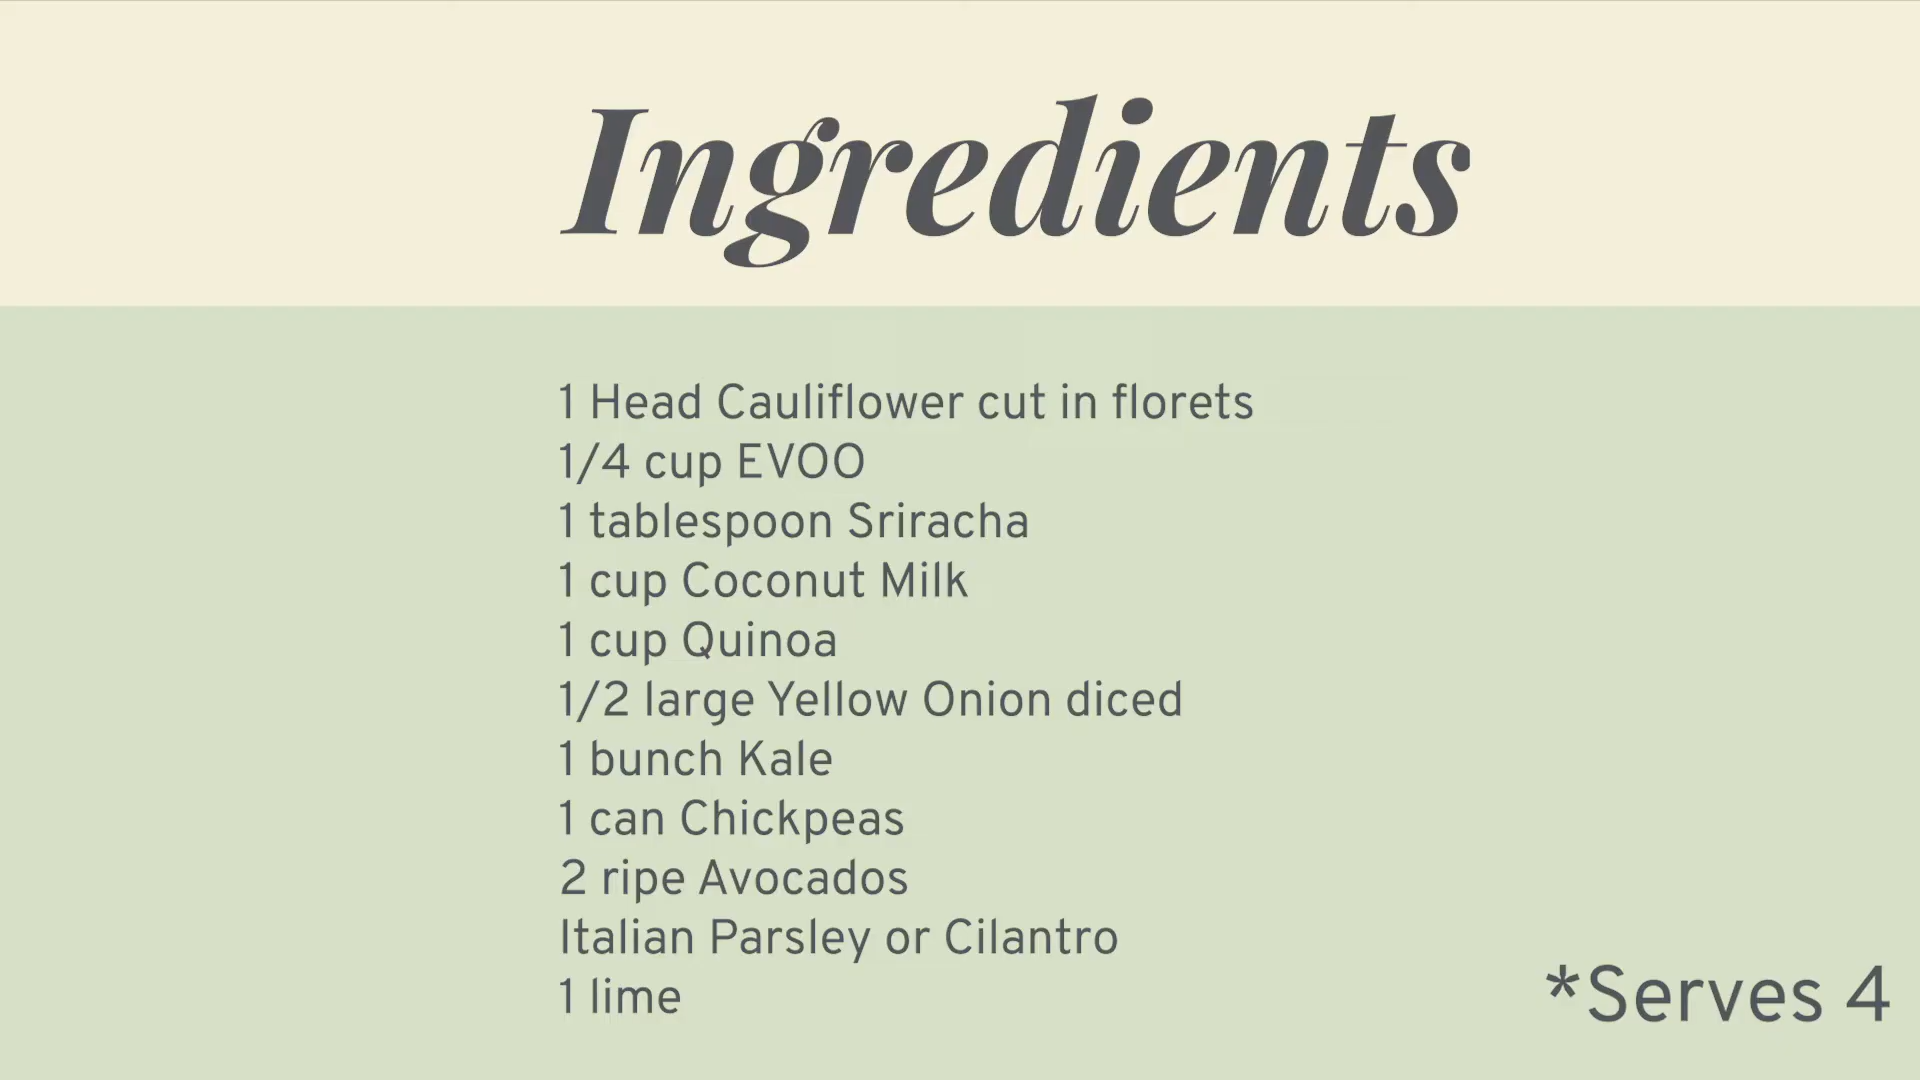 Ingredients
1 Head Cauliflower cut in florets
1/4 cup EVOO
1 tablespoon Sriracha
1 cup Coconut Milk
1 cup Quinoa
1/2 large Yellow Onion diced
1 bunch Kale
1 can Chickpeas
2 ripe Avocados
Italian Parsley or Cilantro
1 lime
*Serves 4